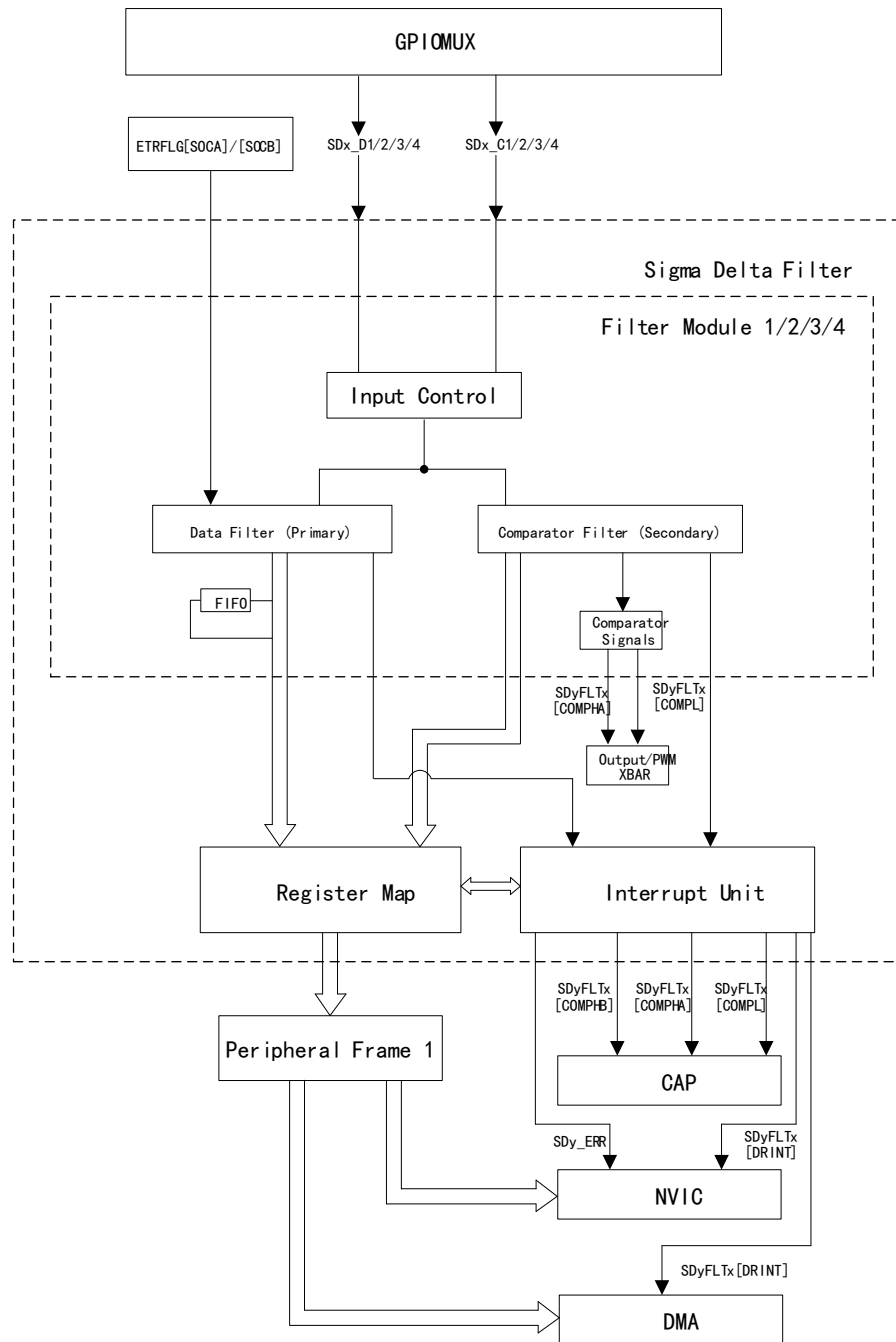 GPIOMUX
ETRFLG[SOCA]/[SOCB]
SDx_D1/2/3/4
SDx_C1/2/3/4
Sigma Delta Filter
Filter Module 1/2/3/4
Input Control
Data Filter (Primary)
Comparator Filter (Secondary)
FIFO
Comparator
Signals
SDyFLTx
[COMPHA]
SDyFLTx
[COMPL]
Output/PWM
XBAR
Register Map
Interrupt Unit
SDyFLTx
[COMPHB]
SDyFLTx
[COMPHA]
SDyFLTx
[COMPL]
Peripheral Frame 1
CAP
SDy_ERR
SDyFLTx
[DRINT]
NVIC
SDyFLTx[DRINT]
DMA